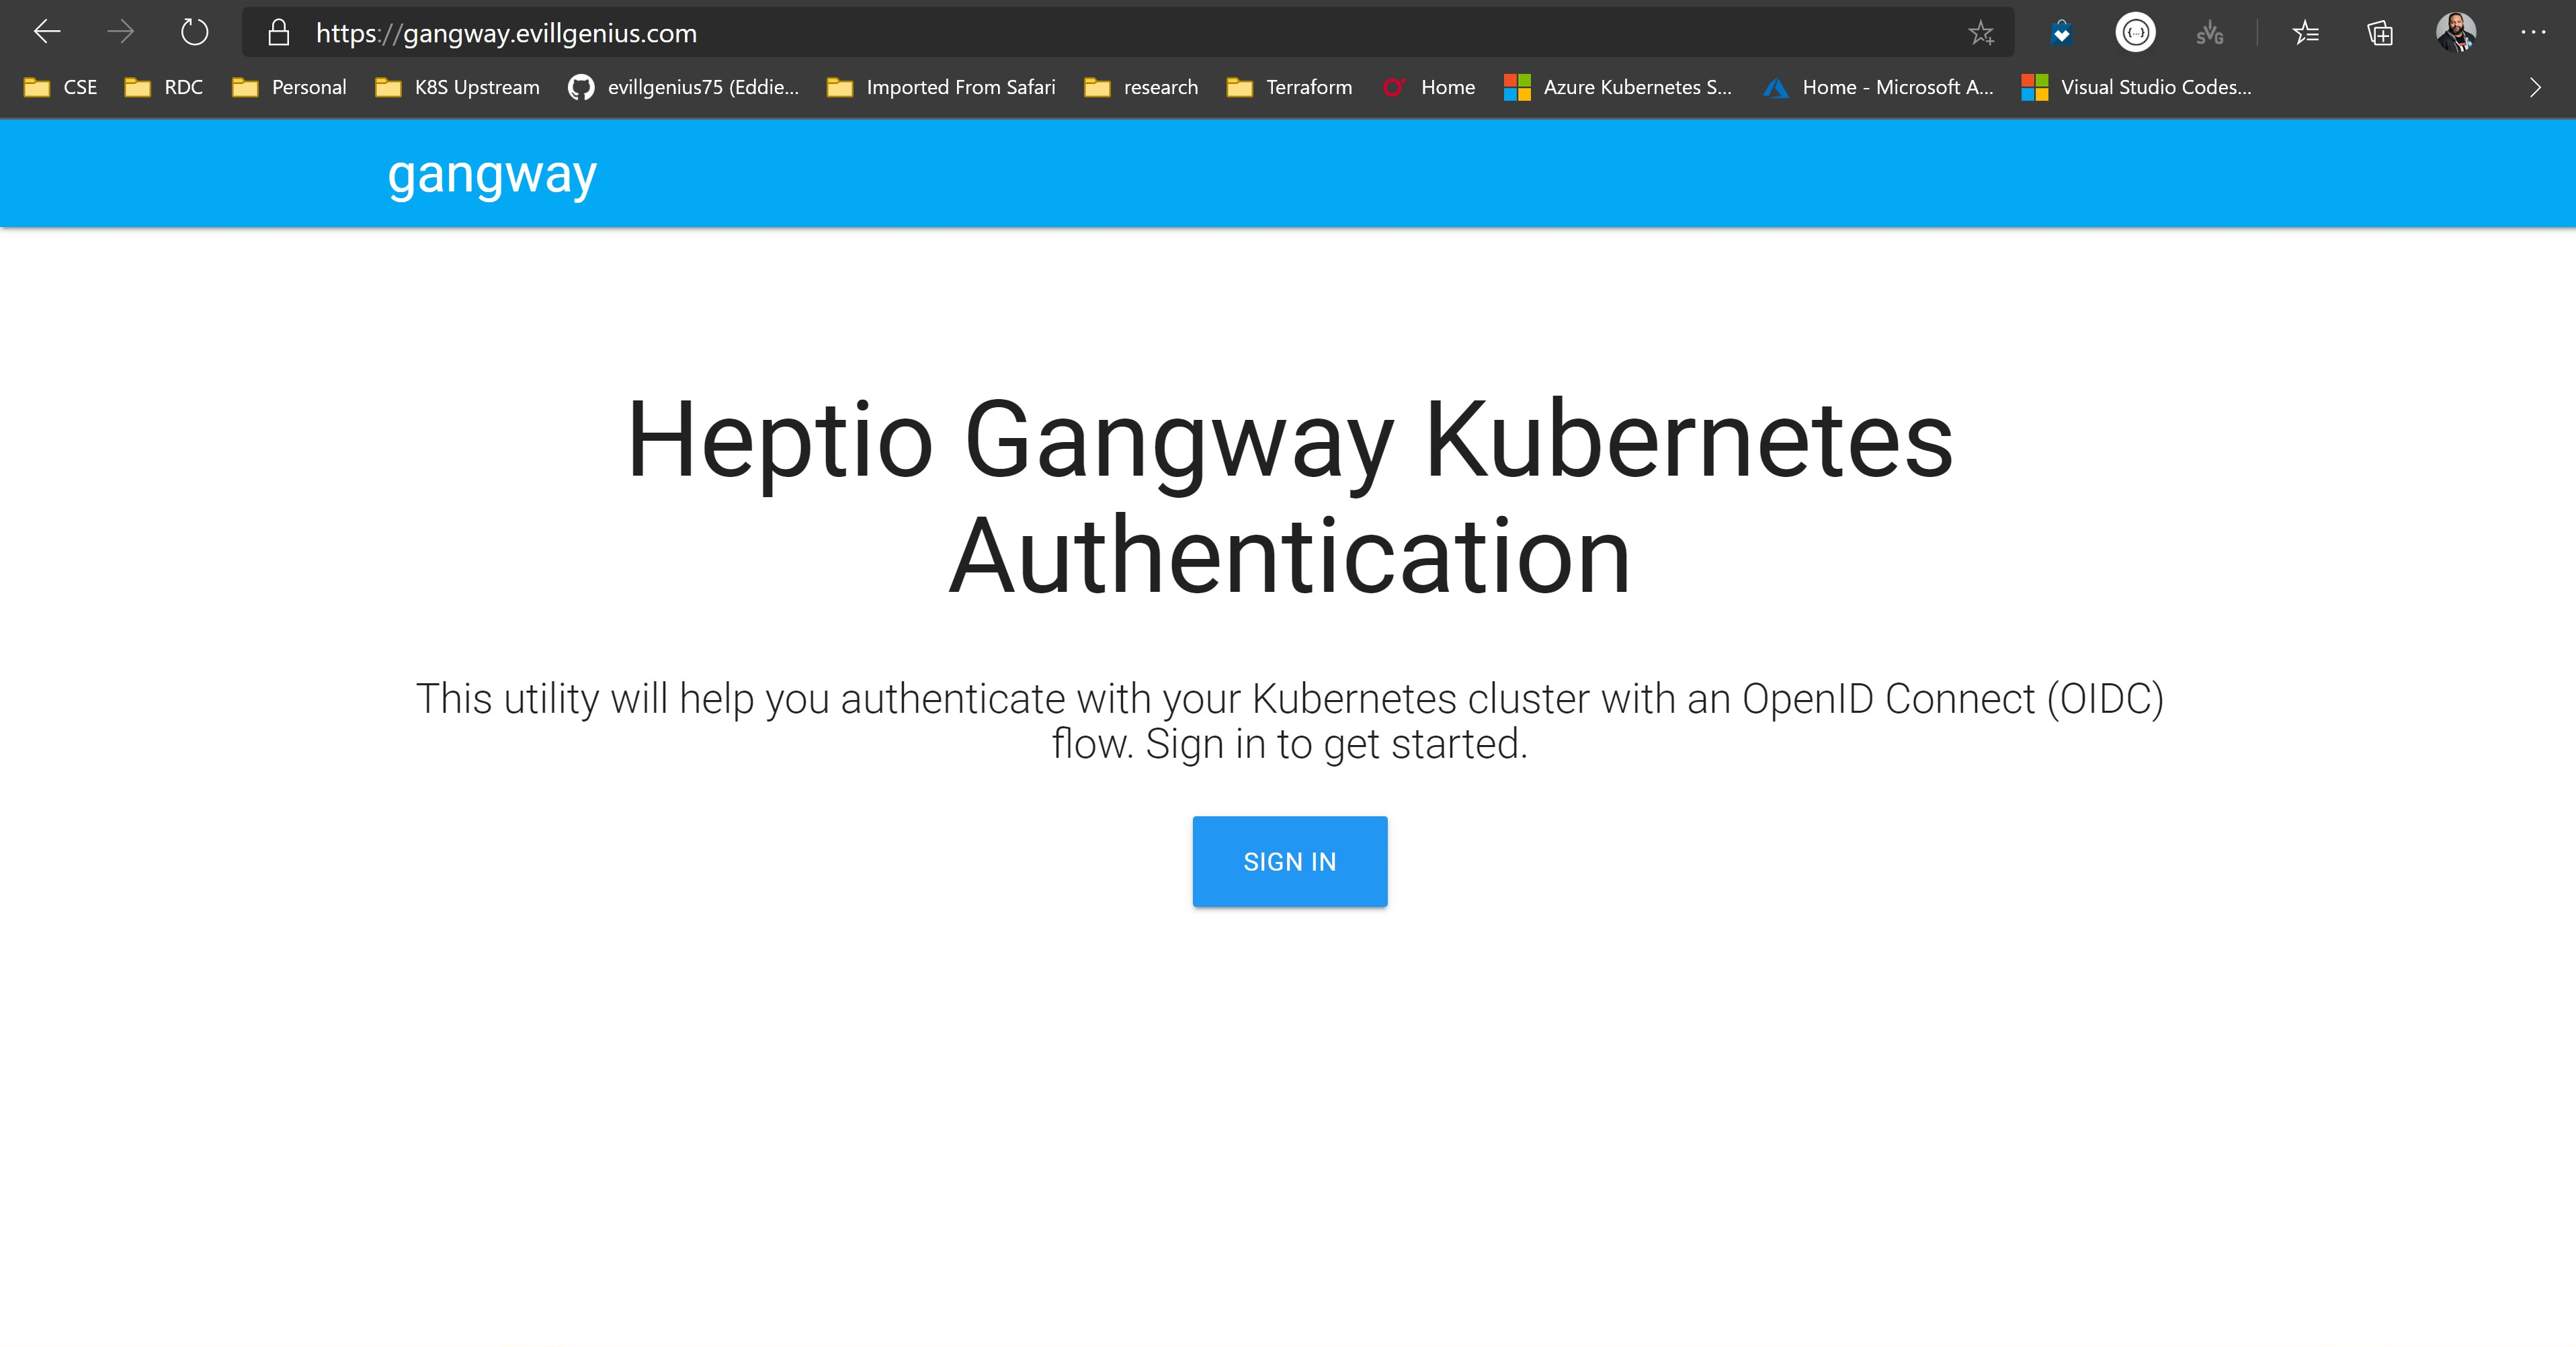 https://gangway.evillgenius.com
CSE RDC Personal K8S Upstream evillgenius75 (Eddie... Imported From Safari research Terraform Home Azure Kubernetes S... Home - Microsoft A... Visual Studio Codes...
gangway
Heptio Gangway Kubernetes
Authentication
This utility will help you authenticate with your Kubernetes cluster with an OpenID Connect (OIDC)
flow. Sign in to get started.
SIGN IN